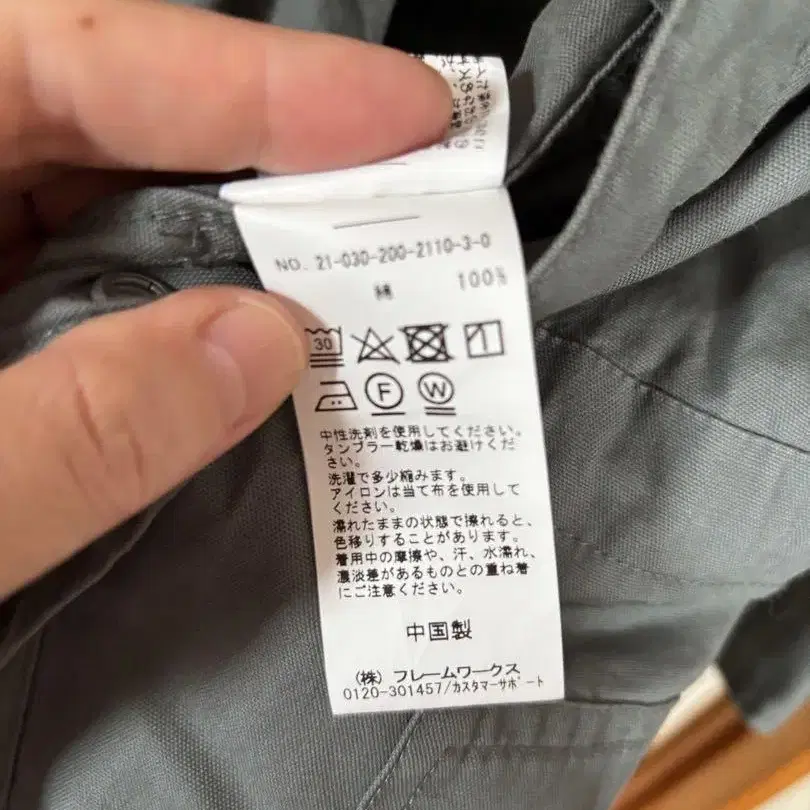 NO. 21-030-200-2110-3-0
綿 100%
30
F W
中性洗剤を使用してください。
タンブラー乾燥はお避けくだ
さい。
洗濯で多少縮みます。
アイロンは当て布を使用して
ください。
濡れたままの状態で擦れると、
色移りすることがあります。
着用中の摩擦や、汗、水濡れ、
濃淡差があるものとの重ね着
にご注意ください。
中国製
(株) フレームワークス
0120-301457/カスタマーサポート